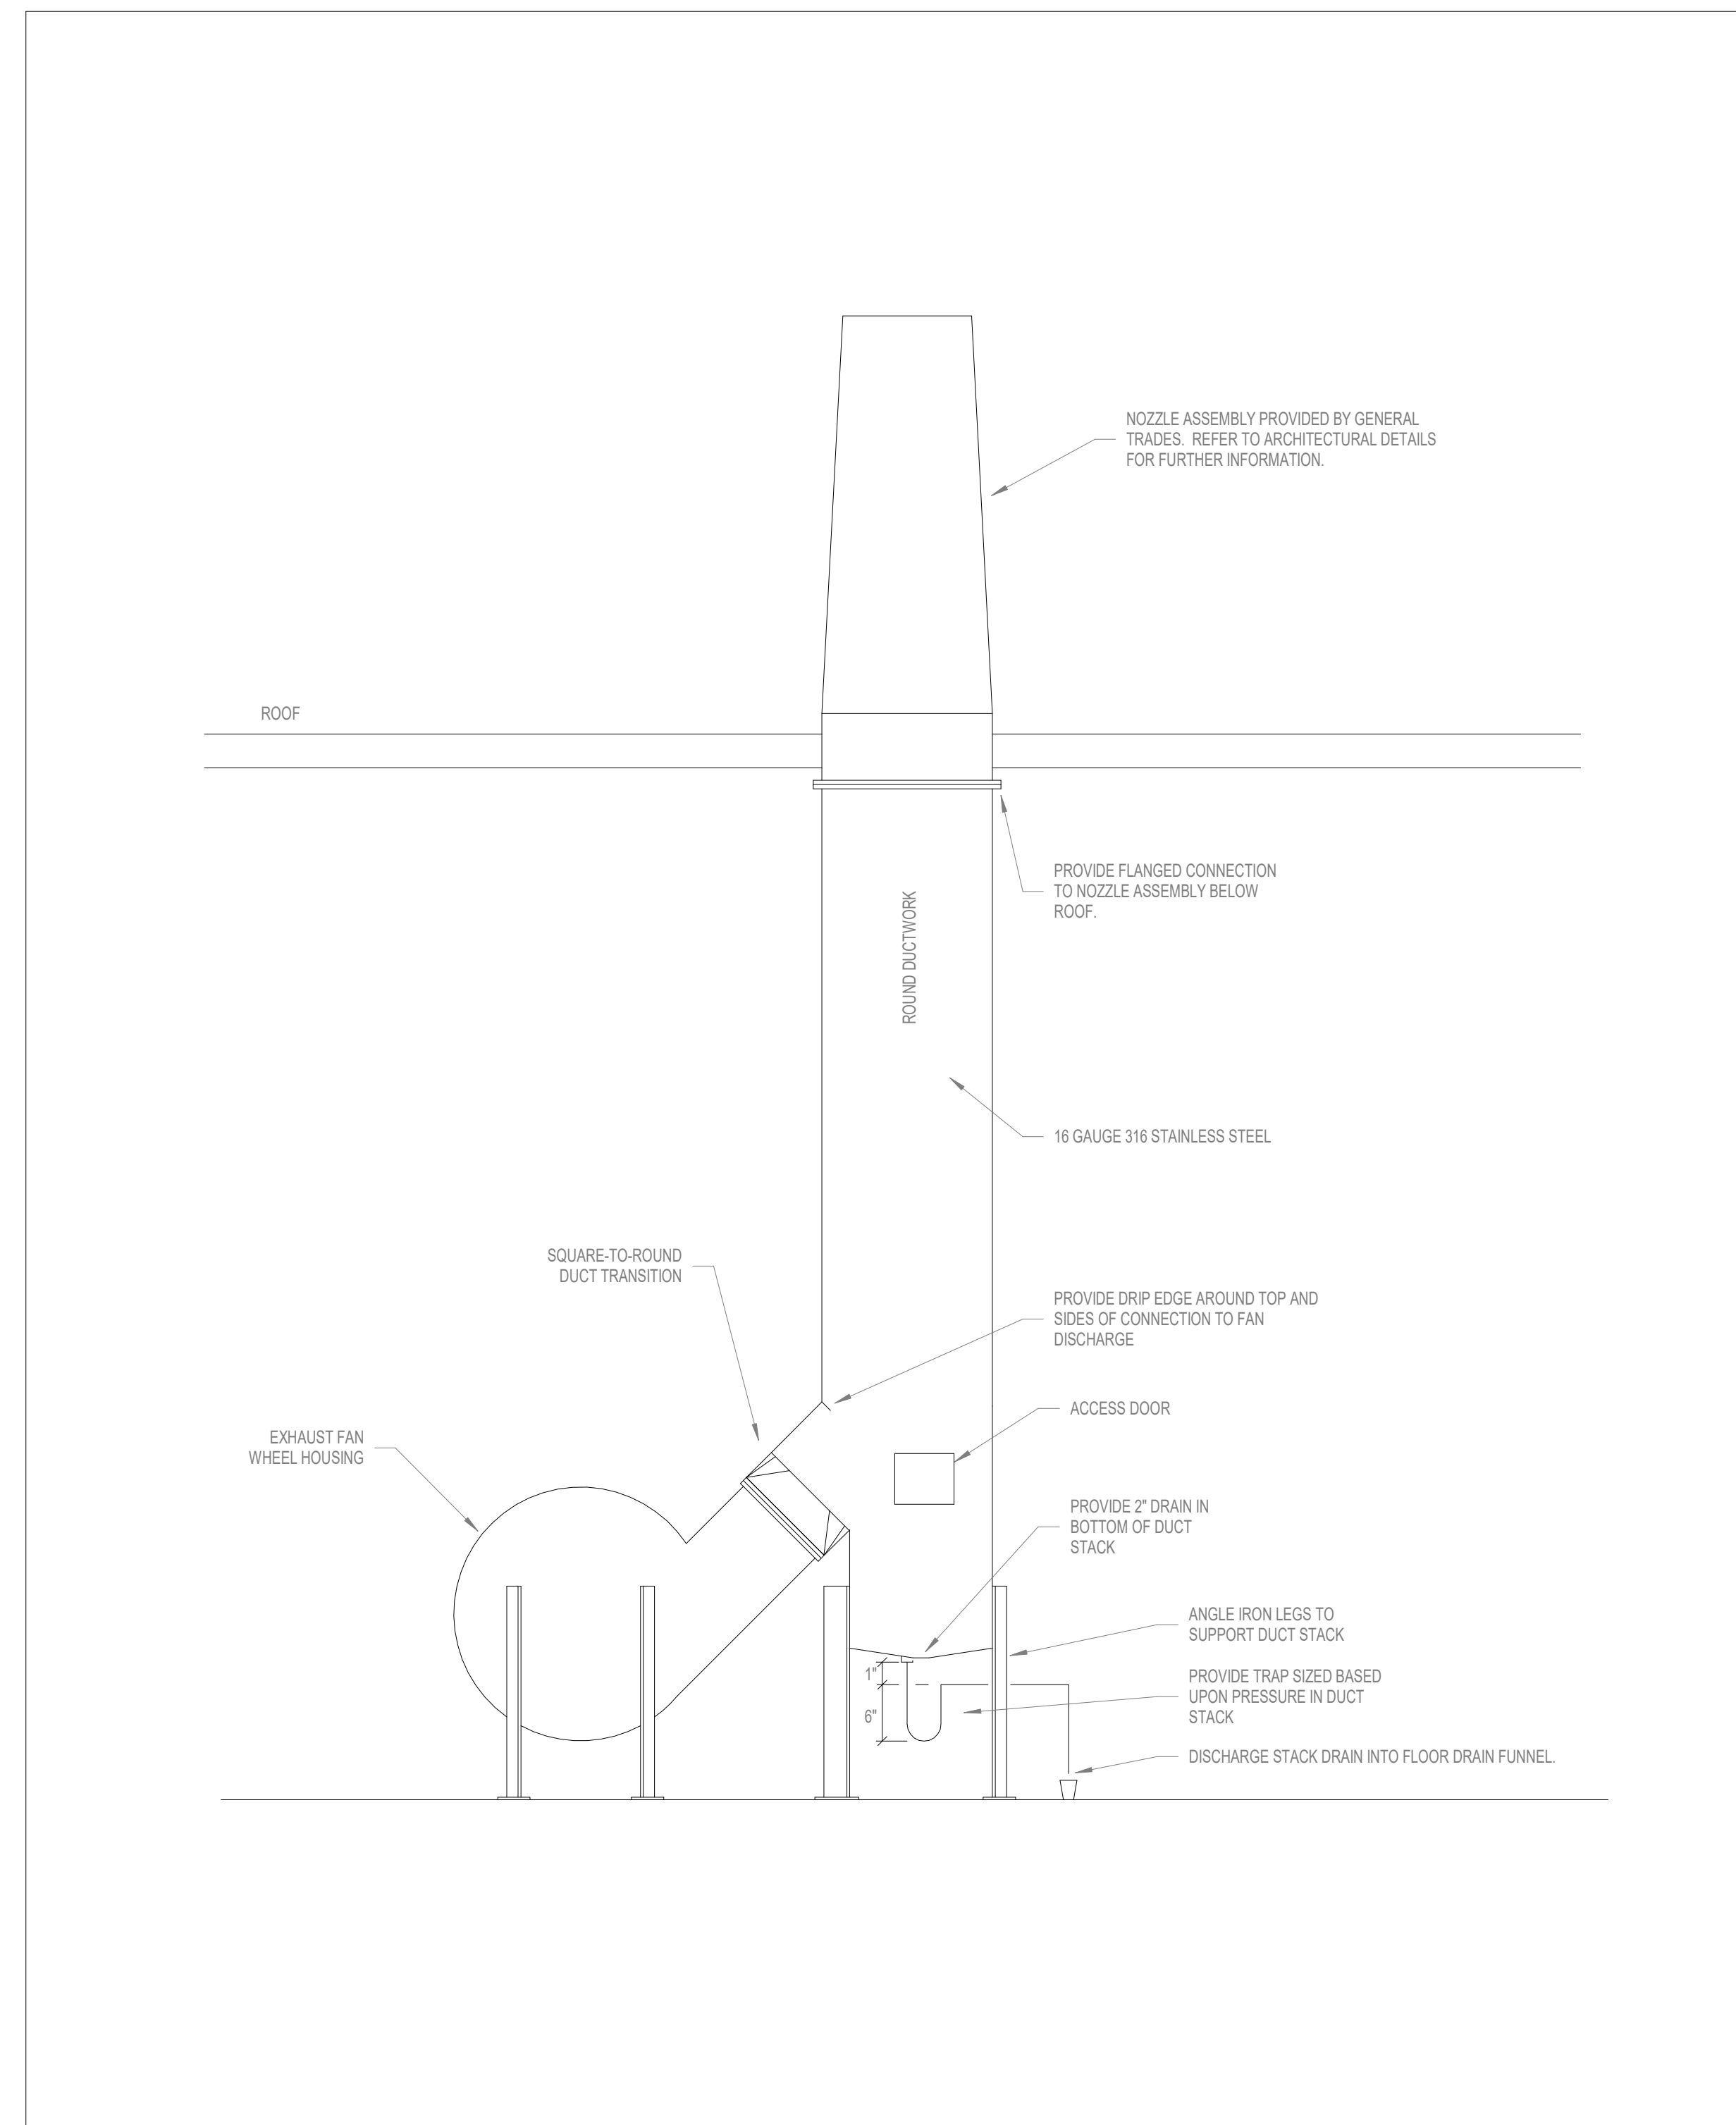 NOZZLE ASSEMBLY PROVIDED BY GENERAL
TRADES.  REFER TO ARCHITECTURAL DETAILS
FOR FURTHER INFORMATION.
ROOF
PROVIDE FLANGED CONNECTION
TO NOZZLE ASSEMBLY BELOW
ROOF.
ROUND DUCTWORK
16 GAUGE 316 STAINLESS STEEL
SQUARE-TO-ROUND
DUCT TRANSITION
PROVIDE DRIP EDGE AROUND TOP AND
SIDES OF CONNECTION TO FAN
DISCHARGE
ACCESS DOOR
EXHAUST FAN
WHEEL HOUSING
PROVIDE 2" DRAIN IN
BOTTOM OF DUCT
STACK
ANGLE IRON LEGS TO
SUPPORT DUCT STACK
1"
PROVIDE TRAP SIZED BASED
UPON PRESSURE IN DUCT
STACK
6"
DISCHARGE STACK DRAIN INTO FLOOR DRAIN FUNNEL.